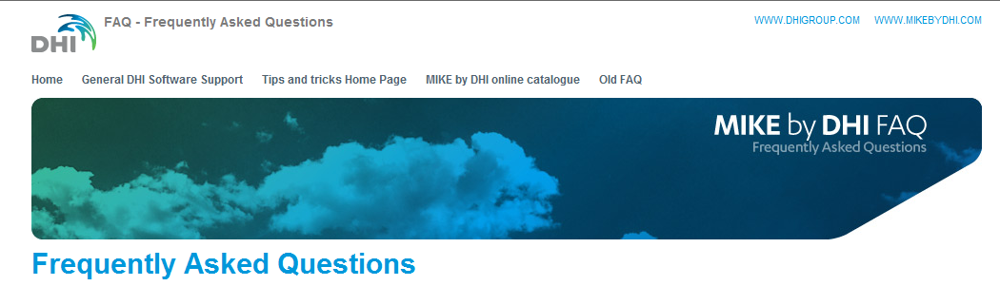 DHI
FAQ - Frequently Asked Questions
WWW.DHIGROUP.COM WWW.MIKEBYDHI.COM
Home General DHI Software Support Tips and tricks Home Page MIKE by DHI online catalogue Old FAQ
MIKE by DHI FAQ
Frequently Asked Questions
Frequently Asked Questions